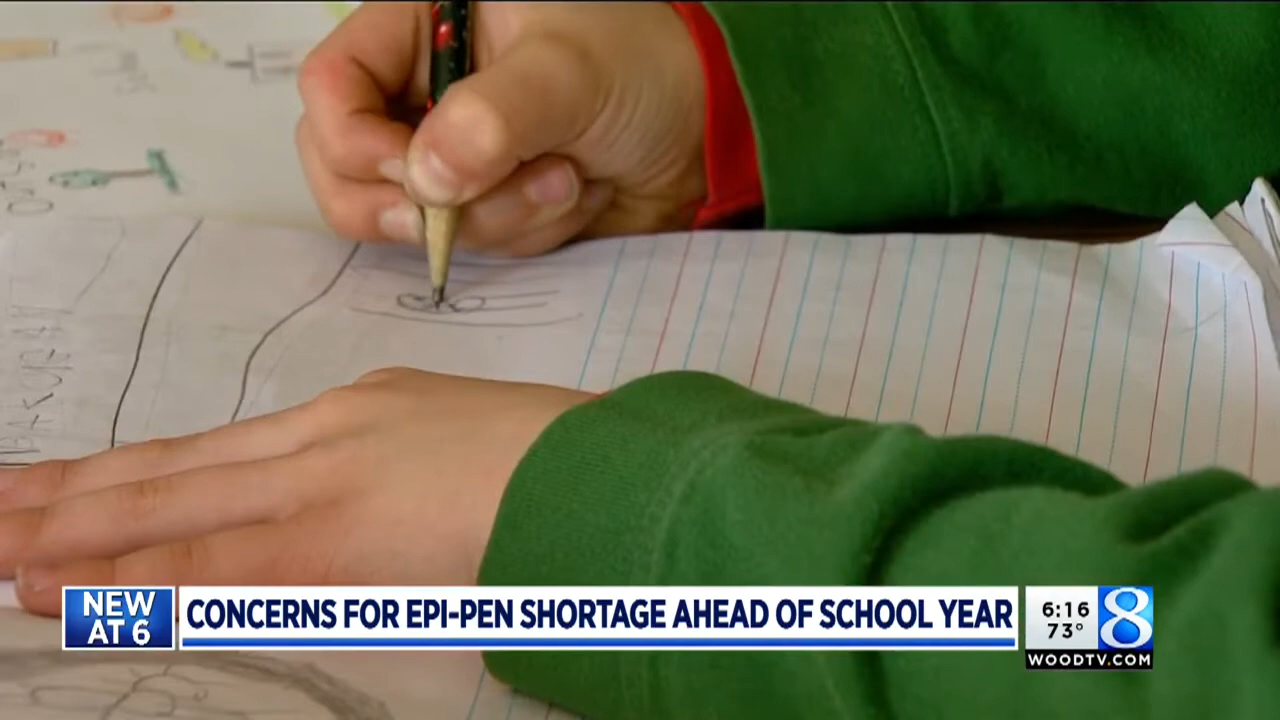 NEW
AT 6
CONCERNS FOR EPI-PEN SHORTAGE AHEAD OF SCHOOL YEAR
6:16
73°
8
WOODTV.COM